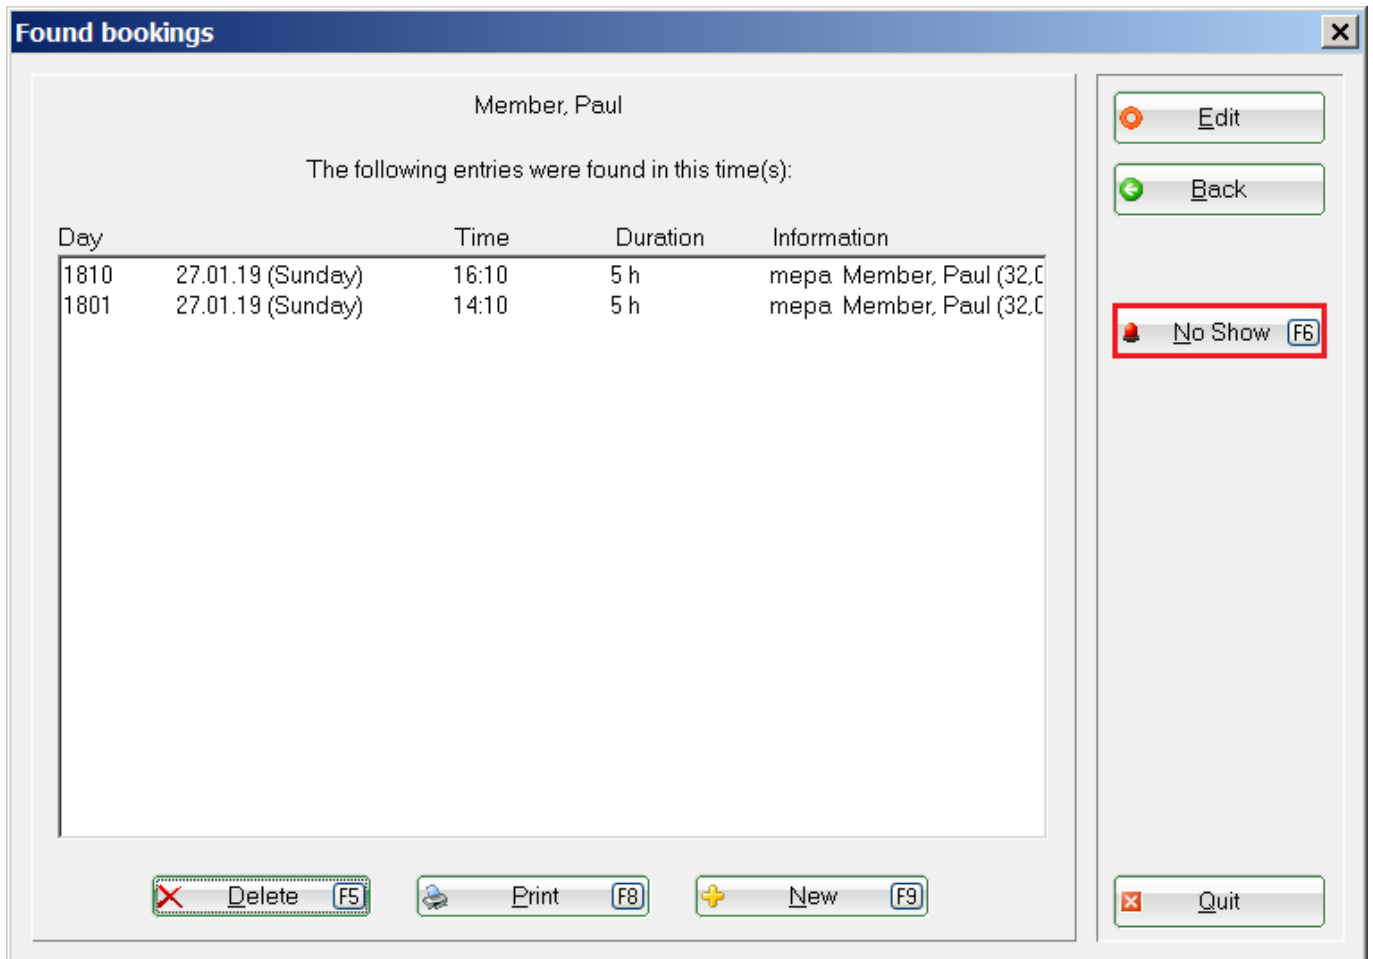 Found bookings
Member, Paul
The following entries were found in this time(s):
Day Time Duration Information
1810 27.01.19 (Sunday) 16:10 5 h mepa Member, Paul (32,0
1801 27.01.19 (Sunday) 14:10 5 h mepa Member, Paul (32,0
Delete F5 Print F8 New F9
Edit
Back
No Show F6
Quit